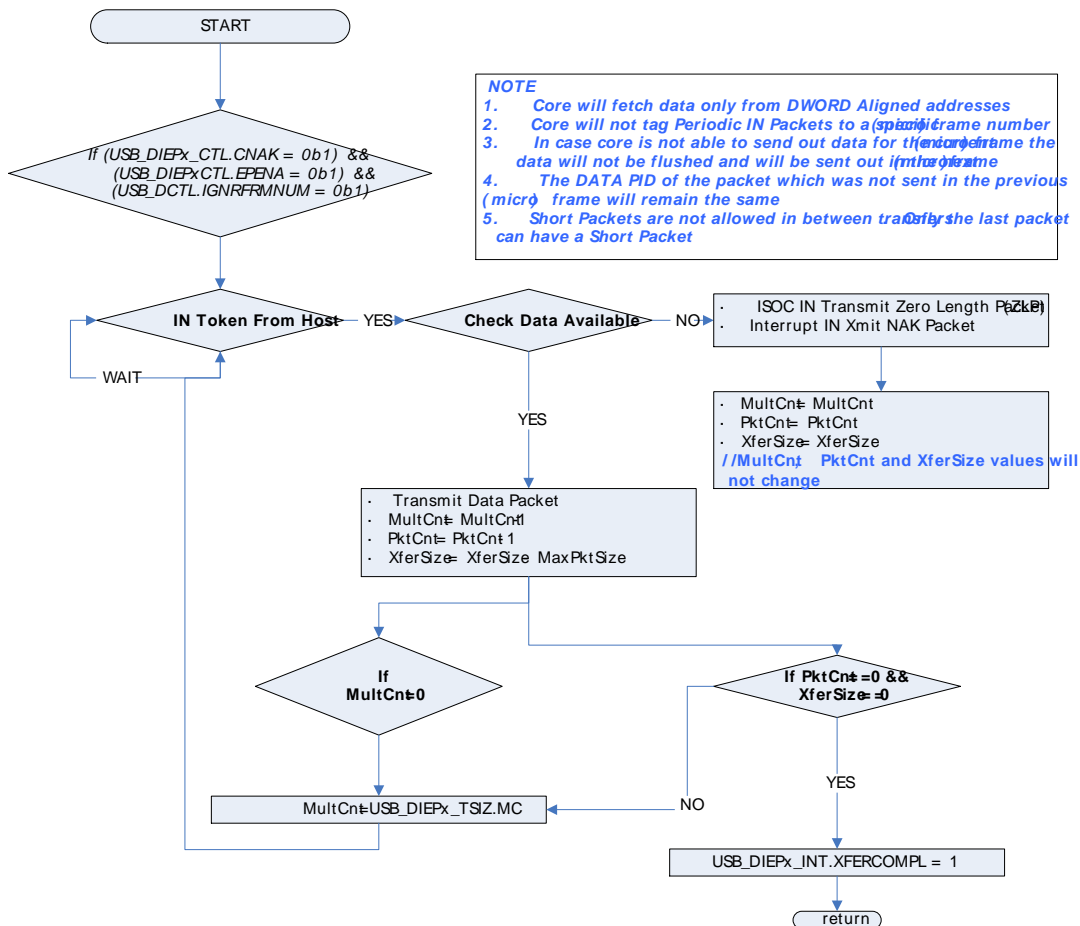 START
If (USB_DIEPx_CTL.CNAK = 0b1) &&
(USB_DIEPxCTL.EPENA = 0b1) &&
(USB_DCTL.IGNRFRMNUM = 0b1)
NOTE
1. Core will fetch data only from DWORD Aligned addresses
2. Core will not tag Periodic IN Packets to a specific (micro) frame number
3. In case core is not able to send out data for the current (micro) frame the
data will not be flushed and will be sent out in the next (micro) frame
4. The DATA PID of the packet which was not sent in the previous
(micro) frame will remain the same
5. Short Packets are not allowed in between transfers. Only the last packet
can have a Short Packet
IN Token From Host
YES
Check Data Available
NO
· ISOC IN Transmit Zero Length Packet (ZLP)
· Interrupt IN Xmit NAK Packet
WAIT
YES
· MultCnt= MultCnt
· PktCnt= PktCnt
· XferSize= XferSize
//MultCnt, PktCnt and XferSize values will
not change
· Transmit Data Packet
· MultCnt= MultCnt-1
· PktCnt= PktCnt-1
· XferSize= XferSize MaxPktSize
If
MultCnt=0
If PktCnt==0 &&
XferSize==0
YES
NO
MultCnt=USB_DIEPx_TSIZ.MC
USB_DIEPx_INT.XFERCOMPL = 1
return